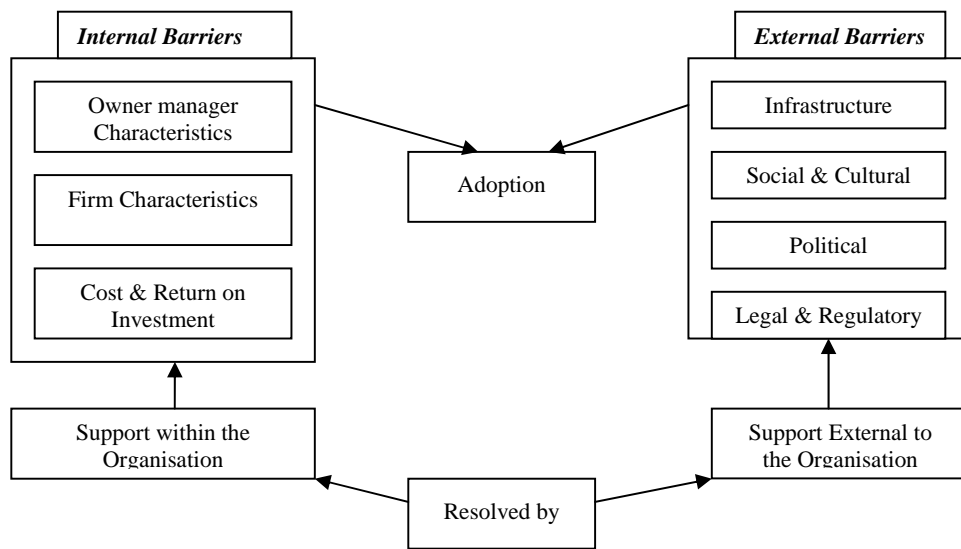 Internal Barriers
External Barriers
Owner manager
Characteristics
Firm Characteristics
Cost & Return on
Investment
Infrastructure
Social & Cultural
Political
Legal & Regulatory
Adoption
Support within the
Organisation
Support External to
the Organisation
Resolved by